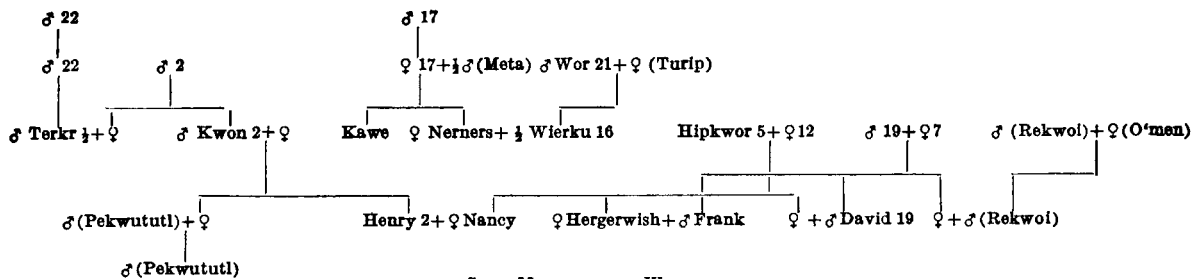 ♂ 22 ♂ 17
♂ 22 ♂ 2 ♀ 17+½♂(Meta) ♂ Wor 21+♀ (Turip)
♂ Terkr ½+♀ ♂ Kwon 2+♀ Kawe ♀ Nerners+½ Wierku 16 Hipkwor 5+♀12 ♂ 19+♀7 ♂ (Rekwoi)+♀(O'men)
♂(Pekwututl)+♀ Henry 2+♀Nancy ♀Hergerwish+♂Frank ♀+♂David 19 ♀+♂(Rekwoi)
♂(Pekwututl)